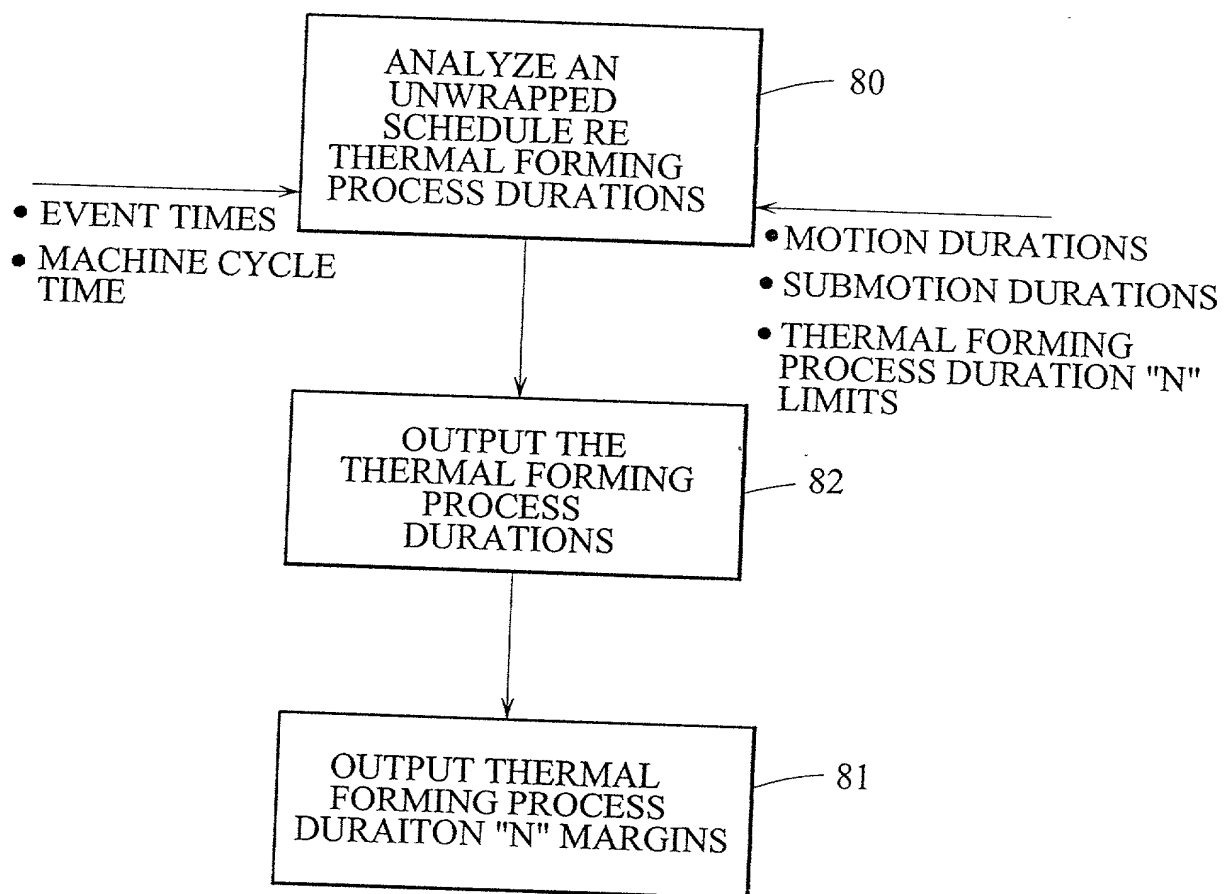 ANALYZE AN
UNWRAPPED
SCHEDULE RE
THERMAL FORMING
PROCESS DURATIONS
80
• EVENT TIMES
• MACHINE CYCLE
TIME
• MOTION DURATIONS
• SUBMOTION DURATIONS
• THERMAL FORMING
PROCESS DURATION "N"
LIMITS
OUTPUT THE
THERMAL FORMING
PROCESS
DURATIONS
82
OUTPUT THERMAL
FORMING PROCESS
DURAITON "N" MARGINS
81